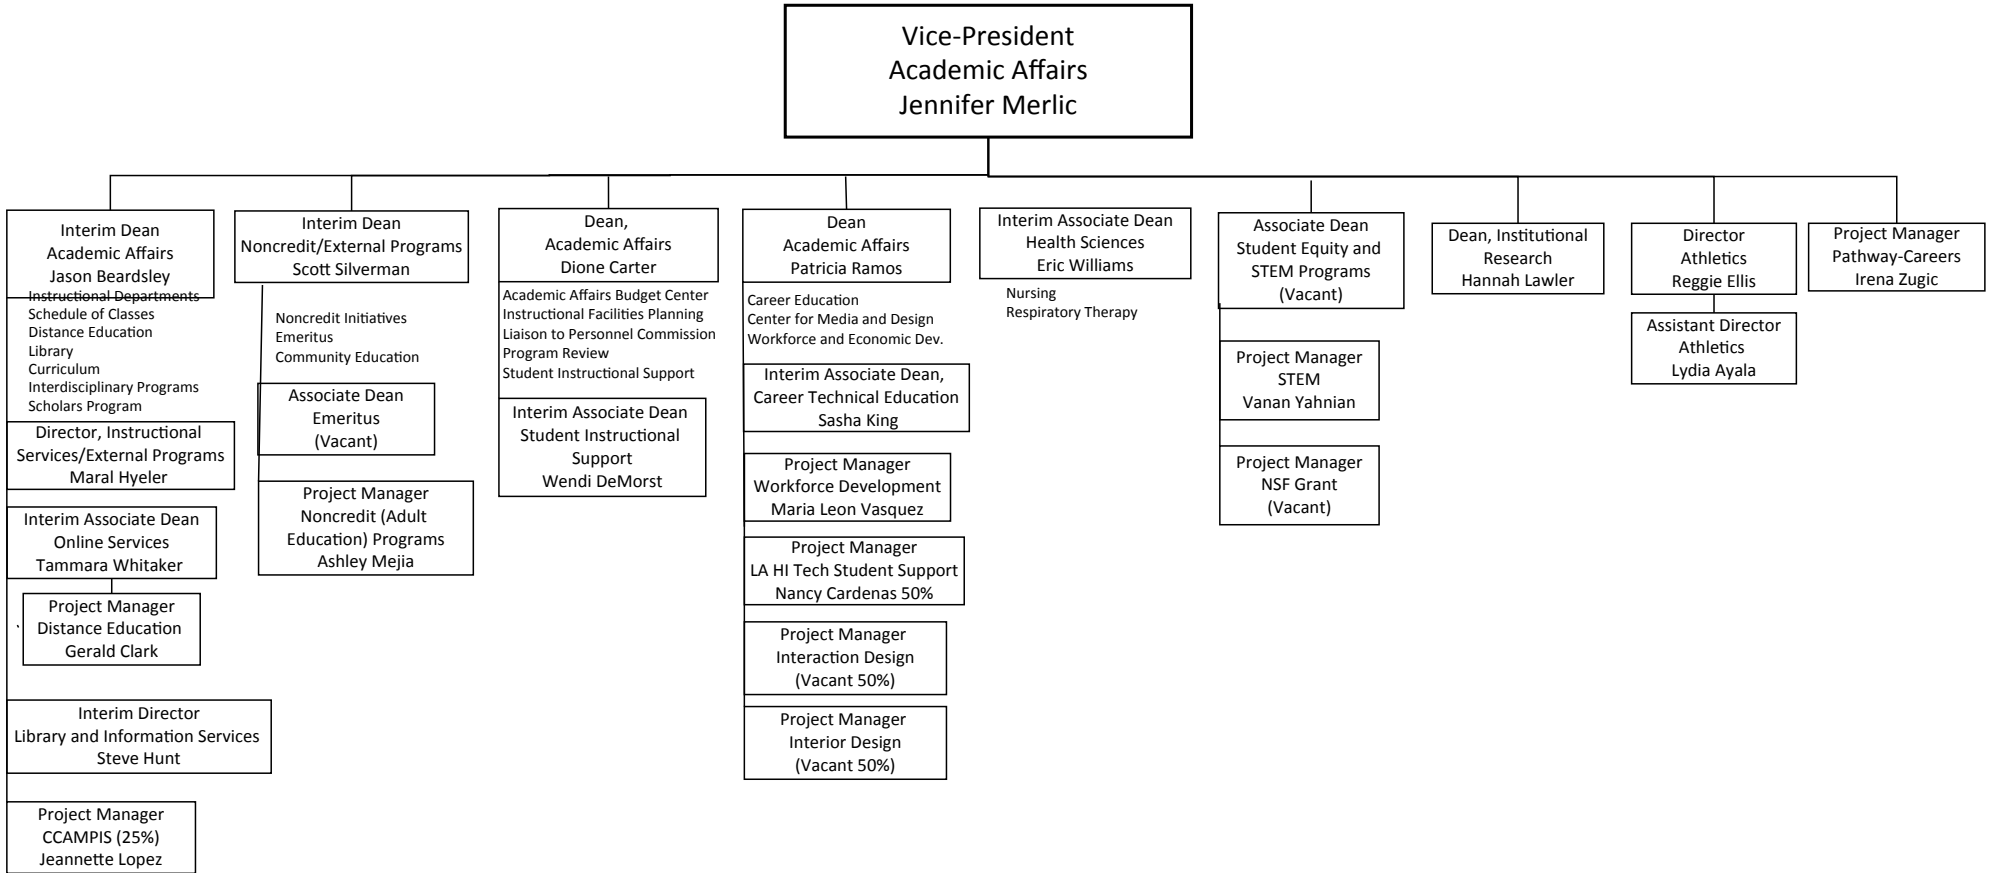 Vice-President
Academic Affairs
Jennifer Merlic
Interim Dean
Academic Affairs
Jason Beardsley
Instructional Departments
Schedule of Classes
Distance Education
Library
Curriculum
Interdisciplinary Programs
Scholars Program
Director, Instructional
Services/External Programs
Maral Hyeler
Interim Associate Dean
Online Services
Tammara Whitaker
Project Manager
Distance Education
Gerald Clark
Interim Director
Library and Information Services
Steve Hunt
Project Manager
CCAMPIS (25%)
Jeannette Lopez
Interim Dean
Noncredit/External Programs
Scott Silverman
Noncredit Initiatives
Emeritus
Community Education
Associate Dean
Emeritus
(Vacant)
Project Manager
Noncredit (Adult
Education) Programs
Ashley Mejia
Dean,
Academic Affairs
Dione Carter
Academic Affairs Budget Center
Instructional Facilities Planning
Liaison to Personnel Commission
Program Review
Student Instructional Support
Interim Associate Dean
Student Instructional
Support
Wendi DeMorst
Dean
Academic Affairs
Patricia Ramos
Career Education
Center for Media and Design
Workforce and Economic Dev.
Interim Associate Dean,
Career Technical Education
Sasha King
Project Manager
Workforce Development
Maria Leon Vasquez
Project Manager
LA HI Tech Student Support
Nancy Cardenas 50%
Project Manager
Interaction Design
(Vacant 50%)
Project Manager
Interior Design
(Vacant 50%)
Interim Associate Dean
Health Sciences
Eric Williams
Nursing
Respiratory Therapy
Associate Dean
Student Equity and
STEM Programs
(Vacant)
Project Manager
STEM
Vanan Yahnian
Project Manager
NSF Grant
(Vacant)
Dean, Institutional
Research
Hannah Lawler
Director
Athletics
Reggie Ellis
Assistant Director
Athletics
Lydia Ayala
Project Manager
Pathway-Careers
Irena Zugic